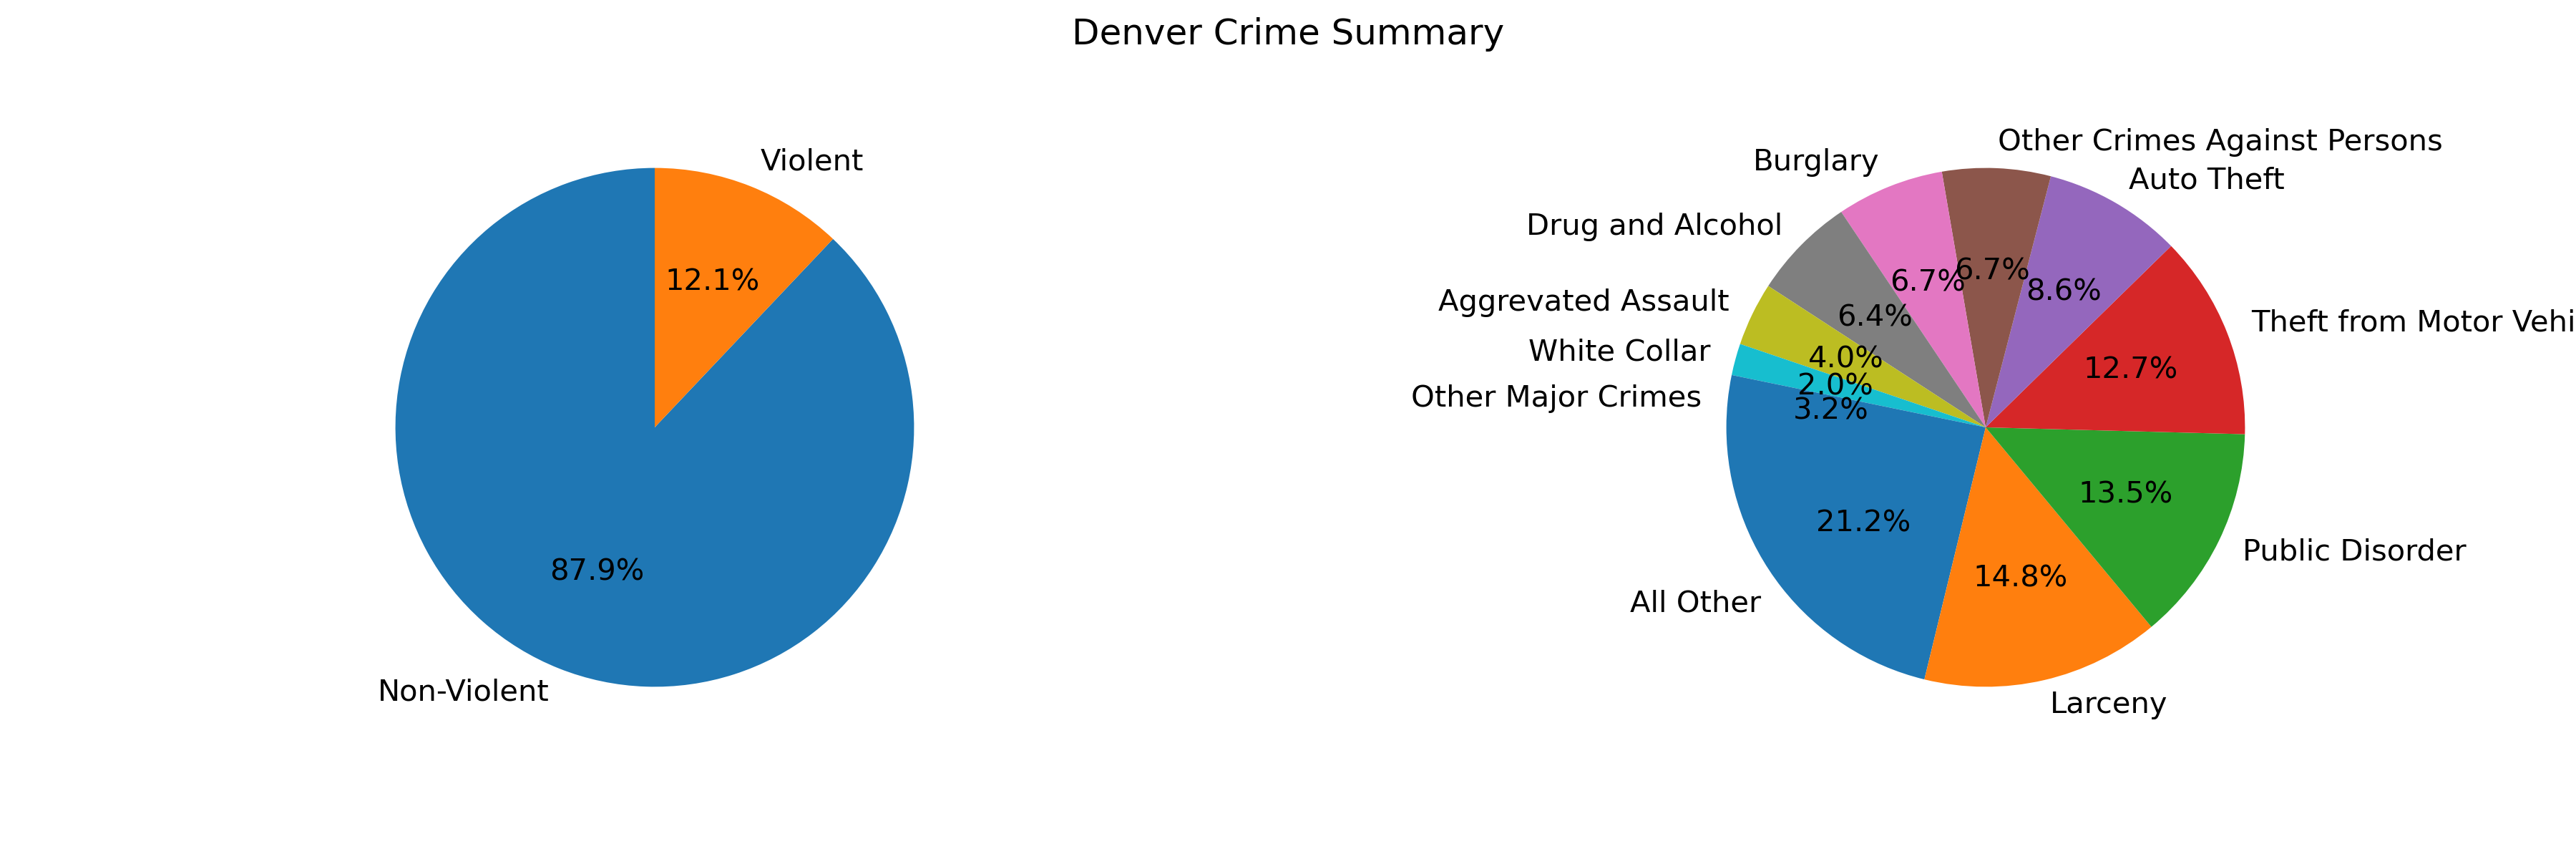 Denver Crime Summary
Violent
12.1%
87.9%
Non-Violent
Other Crimes Against Persons
Burglary
Auto Theft
Drug and Alcohol
6.7%
6.7%
8.6%
Aggrevated Assault
6.4%
Theft from Motor Vehi
White Collar
4.0%
12.7%
2.0%
Other Major Crimes
3.2%
13.5%
21.2%
Public Disorder
14.8%
All Other
Larceny